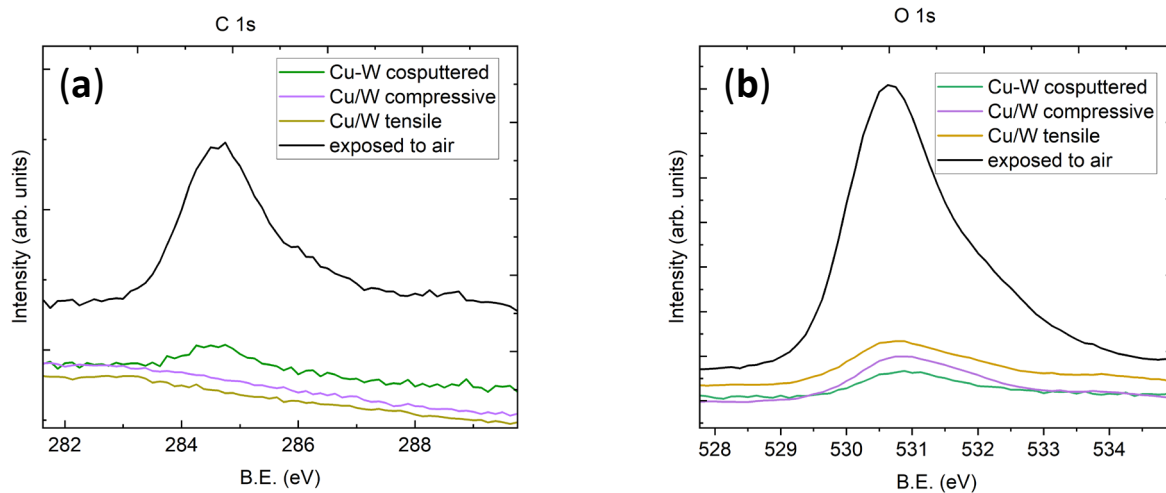 C 1s
(a)
Cu-W cosputtered
Cu/W compressive
Cu/W tensile
exposed to air
Intensity (arb. units)
282 284 286 288
B.E. (eV)
O 1s
(b)
Cu-W cosputtered
Cu/W compressive
Cu/W tensile
exposed to air
Intensity (arb. units)
528 529 530 531 532 533 534
B.E. (eV)